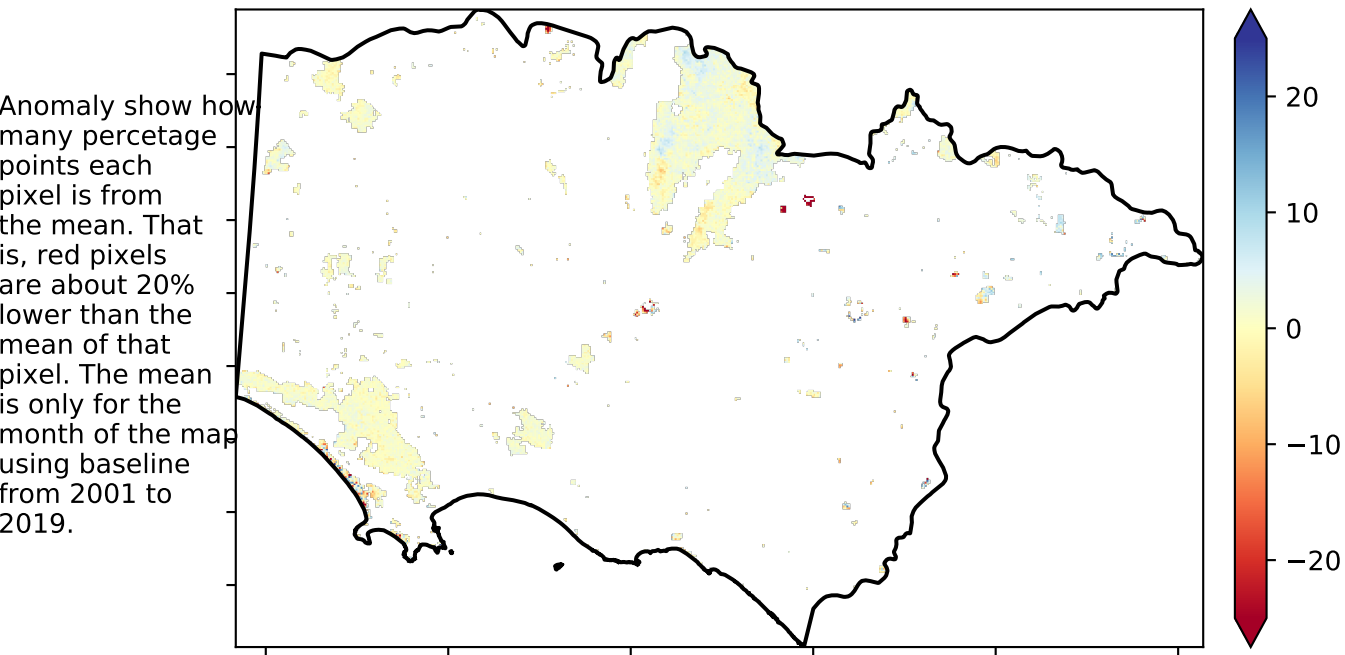 Anomaly show how
many percetage
points each
pixel is from
the mean. That
is, red pixels
are about 20%
lower than the
mean of that
pixel. The mean
is only for the
month of the map
using baseline
from 2001 to
2019.
20
10
0
−10
−20